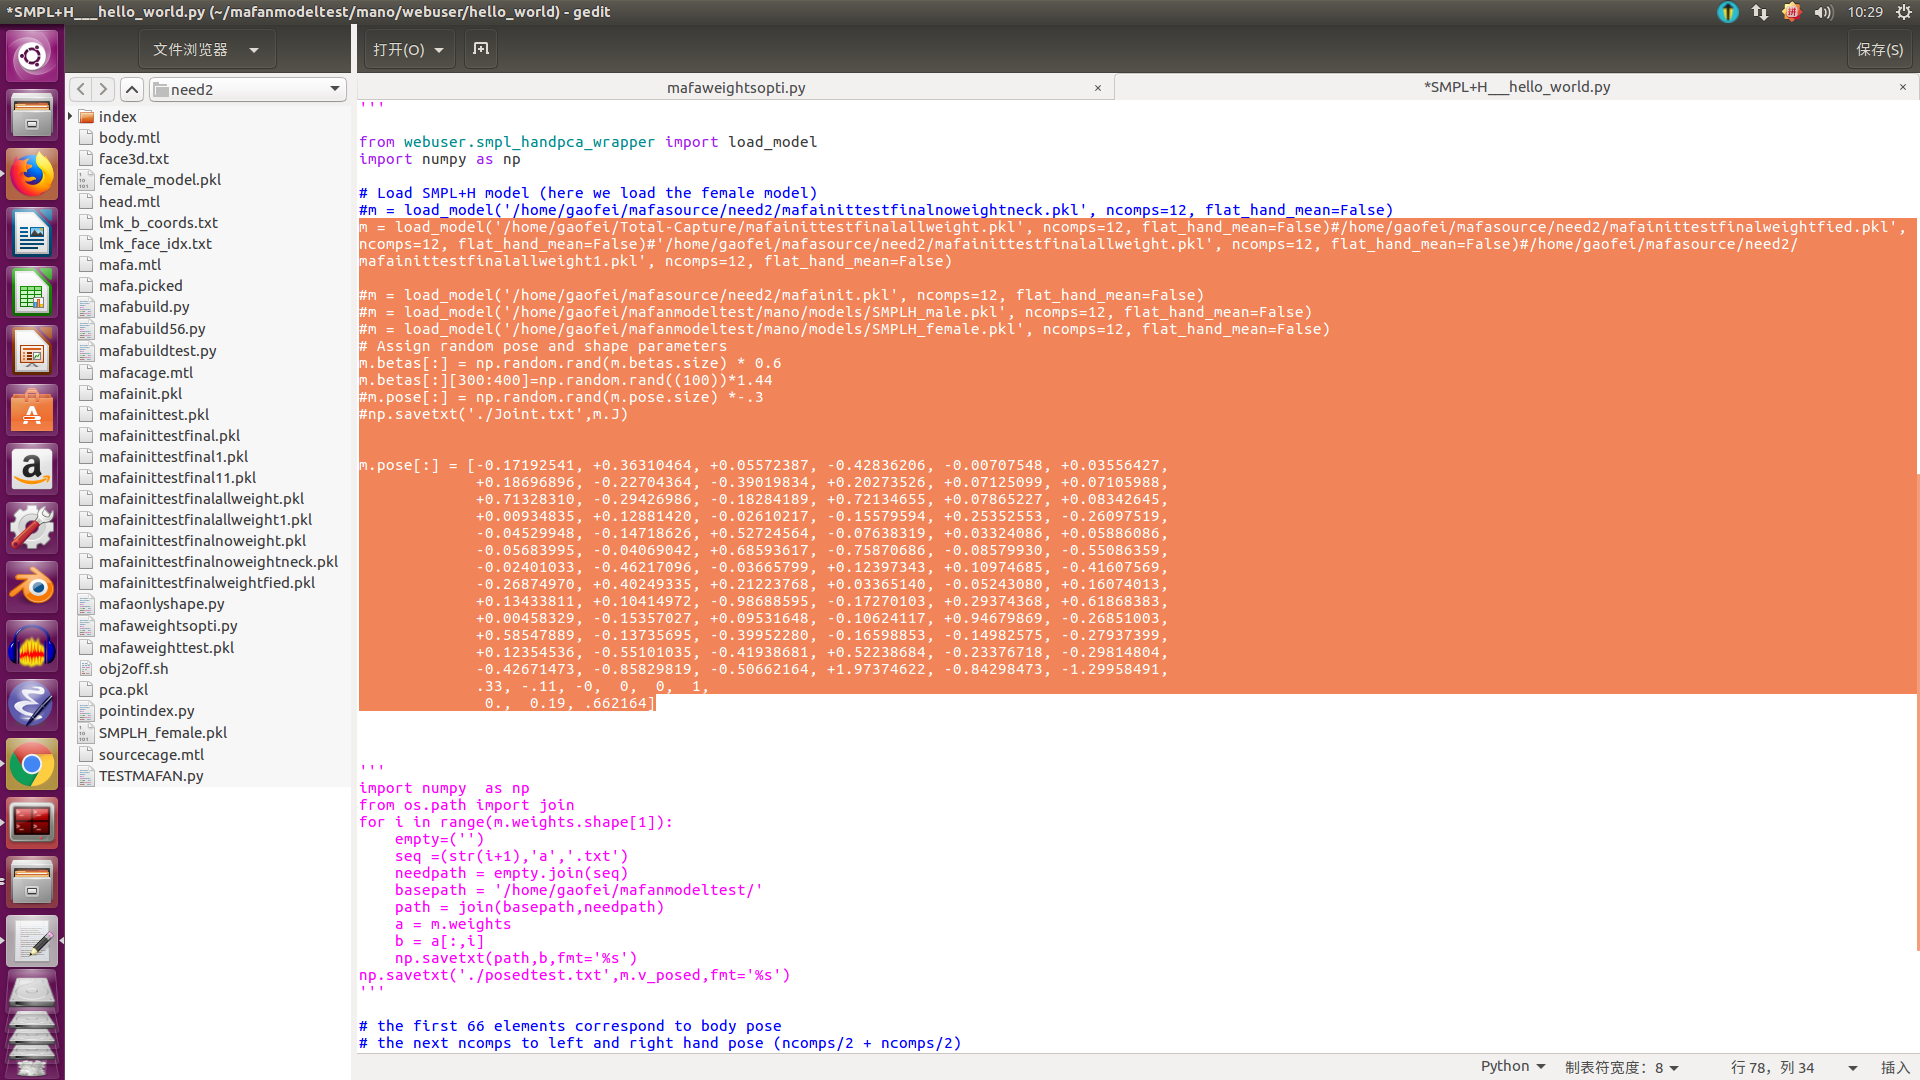 *SMPL+H___hello_world.py (~/mafanmodeltest/mano/webuser/hello_world) - gedit
10:29
文件浏览器
打开(O)
保存(S)
need2
mafaweightsopti.py
*SMPL+H___hello_world.py
index
body.mtl
face3d.txt
female_model.pkl
head.mtl
lmk_b_coords.txt
lmk_face_idx.txt
mafa.mtl
mafa.picked
mafabuild.py
mafabuild56.py
mafabuildtest.py
mafacage.mtl
mafainit.pkl
mafainittest.pkl
mafainittestfinal.pkl
mafainittestfinal1.pkl
mafainittestfinal11.pkl
mafainittestfinalallweight.pkl
mafainittestfinalallweight1.pkl
mafainittestfinalnoweight.pkl
mafainittestfinalnoweightneck.pkl
mafainittestfinalweightfied.pkl
mafaonlyshape.py
mafaweightsopti.py
mafaweighttest.pkl
obj2off.sh
pca.pkl
pointindex.py
SMPLH_female.pkl
sourcecage.mtl
TESTMAFAN.py
'''
from webuser.smpl_handpca_wrapper import load_model
import numpy as np
# Load SMPL+H model (here we load the female model)
#m = load_model('/home/gaofei/mafasource/need2/mafainittestfinalnoweightneck.pkl', ncomps=12, flat_hand_mean=False)
m = load_model('/home/gaofei/Total-Capture/mafainittestfinalallweight.pkl', ncomps=12, flat_hand_mean=False)#/home/gaofei/mafasource/need2/mafainittestfinalweightfied.pkl',
ncomps=12, flat_hand_mean=False)#'/home/gaofei/mafasource/need2/mafainittestfinalallweight.pkl', ncomps=12, flat_hand_mean=False)#/home/gaofei/mafasource/need2/
mafainittestfinalallweight1.pkl', ncomps=12, flat_hand_mean=False)
#m = load_model('/home/gaofei/mafasource/need2/mafainit.pkl', ncomps=12, flat_hand_mean=False)
#m = load_model('/home/gaofei/mafanmodeltest/mano/models/SMPLH_male.pkl', ncomps=12, flat_hand_mean=False)
#m = load_model('/home/gaofei/mafanmodeltest/mano/models/SMPLH_female.pkl', ncomps=12, flat_hand_mean=False)
# Assign random pose and shape parameters
m.betas[:] = np.random.rand(m.betas.size) * 0.6
m.betas[:][300:400]=np.random.rand((100))*1.44
#m.pose[:] = np.random.rand(m.pose.size) *-.3
#np.savetxt('./Joint.txt',m.J)
m.pose[:] = [-0.17192541, +0.36310464, +0.05572387, -0.42836206, -0.00707548, +0.03556427,
+0.18696896, -0.22704364, -0.39019834, +0.20273526, +0.07125099, +0.07105988,
+0.71328310, -0.29426986, -0.18284189, +0.72134655, +0.07865227, +0.08342645,
+0.00934835, +0.12881420, -0.02610217, -0.15579594, +0.25352553, -0.26097519,
-0.04529948, -0.14718626, +0.52724564, -0.07638319, +0.03324086, +0.05886086,
-0.05683995, -0.04069042, +0.68593617, -0.75870686, -0.08579930, -0.55086359,
-0.02401033, -0.46217096, -0.03665799, +0.12397343, +0.10974685, -0.41607569,
-0.26874970, +0.40249335, +0.21223768, +0.03365140, -0.05243080, +0.16074013,
+0.13433811, +0.10414972, -0.98688595, -0.17270103, +0.29374368, +0.61868383,
+0.00458329, -0.15357027, +0.09531648, -0.10624117, +0.94679869, -0.26851003,
+0.58547889, -0.13735695, -0.39952280, -0.16598853, -0.14982575, -0.27937399,
+0.12354536, -0.55101035, -0.41938681, +0.52238684, -0.23376718, -0.29814804,
-0.42671473, -0.85829819, -0.50662164, +1.97374622, -0.84298473, -1.29958491,
.33, -.11, -0, 0, 0, 1,
0., 0.19, .662164]
'''
import numpy  as np
from os.path import join
for i in range(m.weights.shape[1]):
empty=('')
seq =(str(i+1),'a','.txt')
needpath = empty.join(seq)
basepath = '/home/gaofei/mafanmodeltest/'
path = join(basepath,needpath)
a = m.weights
b = a[:,i]
np.savetxt(path,b,fmt='%s')
np.savetxt('./posedtest.txt',m.v_posed,fmt='%s')
'''
# the first 66 elements correspond to body pose
# the next ncomps to left and right hand pose (ncomps/2 + ncomps/2)
Python
制表符宽度: 8
行 78，列 34
插入